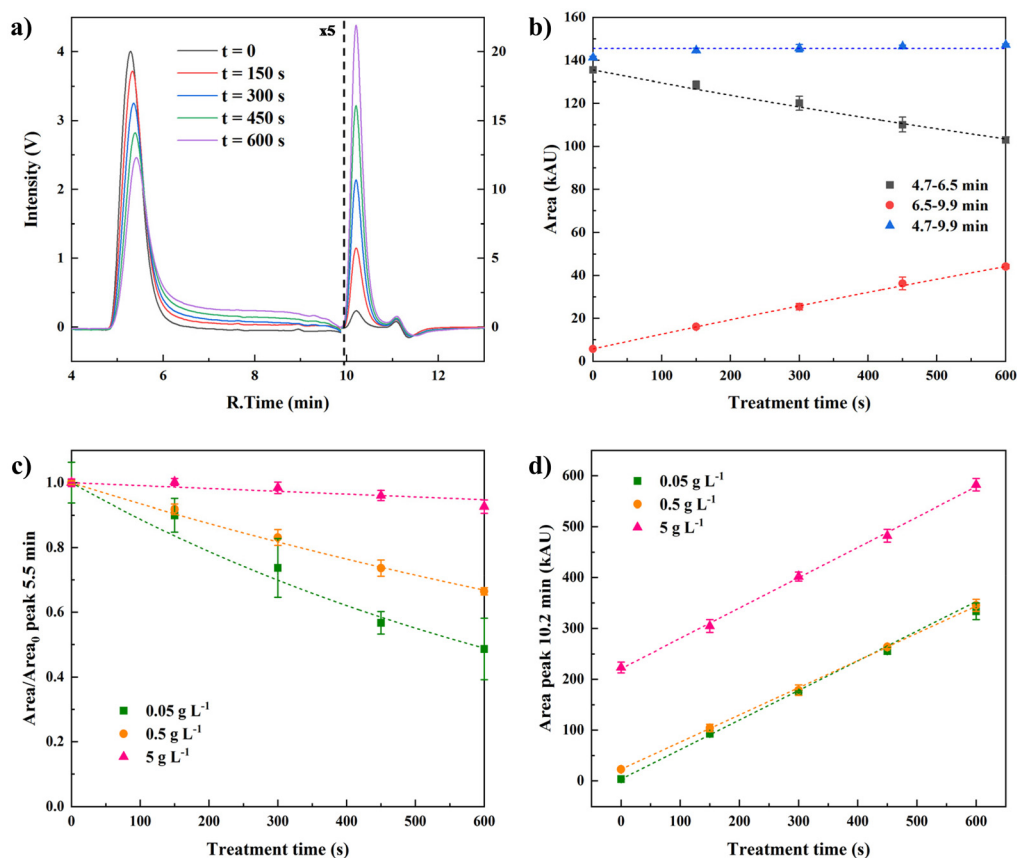 a)
x5
t = 0
t = 150 s
t = 300 s
t = 450 s
t = 600 s
4
3
2
1
0
20
15
10
5
0
Intensity (V)
4 6 8 10 12
R.Time (min)
b)
160
140
120
100
80
60
40
20
0
Area (kAU)
4.7-6.5 min
6.5-9.9 min
4.7-9.9 min
0 100 200 300 400 500 600
Treatment time (s)
c)
1.0
0.8
0.6
0.4
0.2
0.0
Area/Area₀ peak 5.5 min
0.05 g L⁻¹
0.5 g L⁻¹
5 g L⁻¹
0 100 200 300 400 500 600
Treatment time (s)
d)
0.05 g L⁻¹
0.5 g L⁻¹
5 g L⁻¹
600
500
400
300
200
100
0
Area peak 10.2 min (kAU)
0 100 200 300 400 500 600
Treatment time (s)